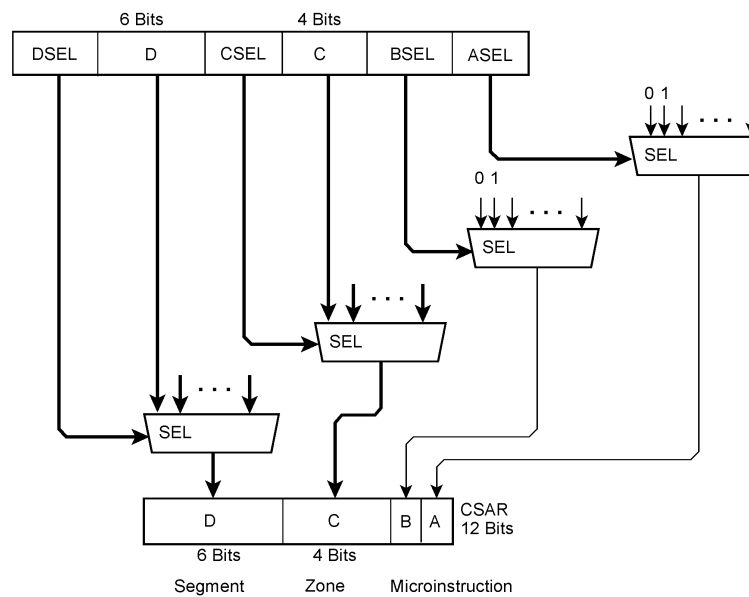 6 Bits 4 Bits
DSEL D CSEL C BSEL ASEL
0 1 . . .
SEL
0 1 . . .
SEL
. . .
SEL
. . .
SEL
D C B A CSAR
12 Bits
6 Bits 4 Bits
Segment Zone Microinstruction